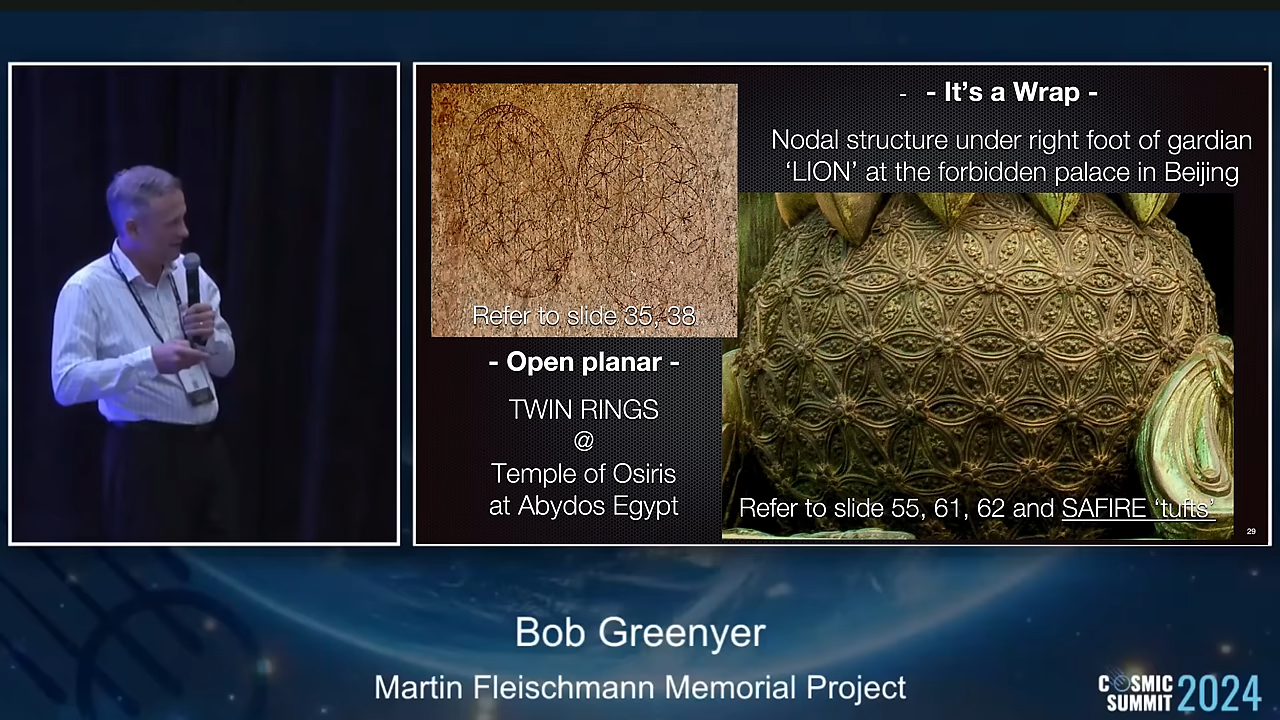 - - It's a Wrap -
Nodal structure under right foot of gardian
‘LION’ at the forbidden palace in Beijing
Refer to slide 35, 38
- Open planar -
TWIN RINGS
@
Temple of Osiris
at Abydos Egypt
Refer to slide 55, 61, 62 and SAFIRE ‘tufts’
29
Bob Greenyer
Martin Fleischmann Memorial Project
COSMIC
SUMMIT 2024